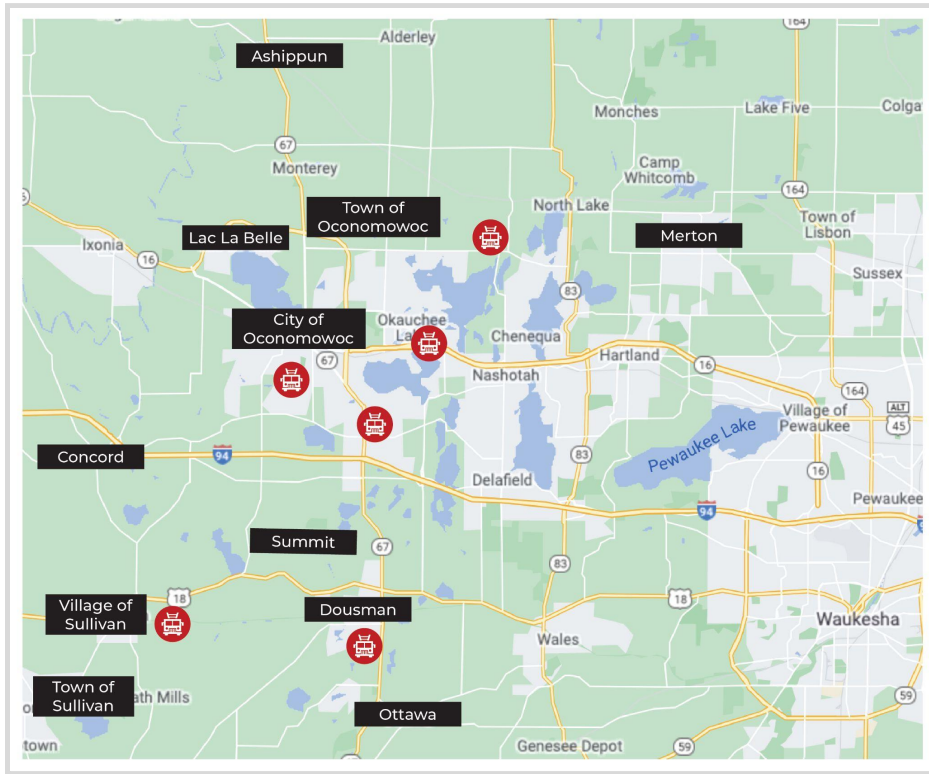 Alderley
164
Ashippun
Monches
Lake Five
Colga
67
Monterey
Camp
Whitcomb
164
North Lake
Town of
Oconomowoc
Town of
Lisbon
Lac La Belle
Merton
Ixonia
16
Sussex
83
City of
Oconomowoc
Okauchee
Chenequa
67
Hartland
16
Nashotah
164
Village of
Pewaukee
ALT
45
Concord
94
83
Pewaukee Lake
16
Delafield
94
Pewaukee
Summit
67
83
18
18
Village of
Sullivan
Dousman
Wales
Waukesha
Town of
Sullivan
ath Mills
59
Ottawa
town
Genesee Depot
59